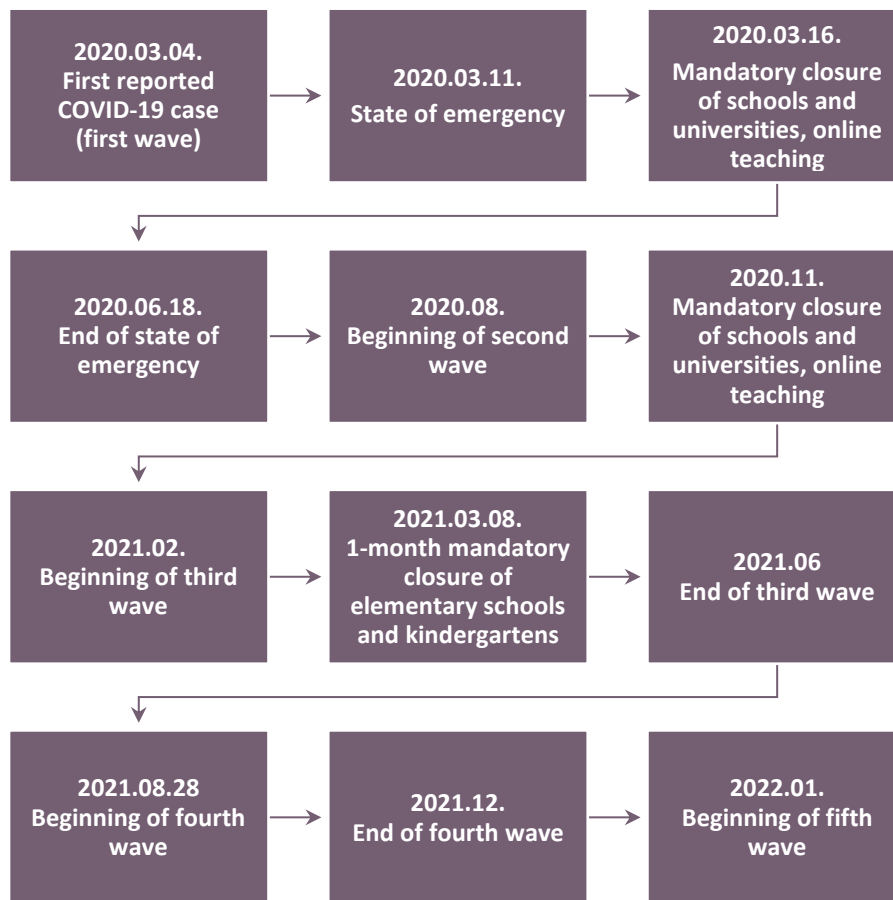 2020.03.04.
First reported
COVID-19 case
(first wave)
2020.03.11.
State of emergency
2020.03.16.
Mandatory closure
of schools and
universities, online
teaching
2020.06.18.
End of state of
emergency
2020.08.
Beginning of second
wave
2020.11.
Mandatory closure
of schools and
universities, online
teaching
2021.02.
Beginning of third
wave
2021.03.08.
1-month mandatory
closure of
elementary schools
and kindergartens
2021.06
End of third wave
2021.08.28
Beginning of fourth
wave
2021.12.
End of fourth wave
2022.01.
Beginning of fifth
wave